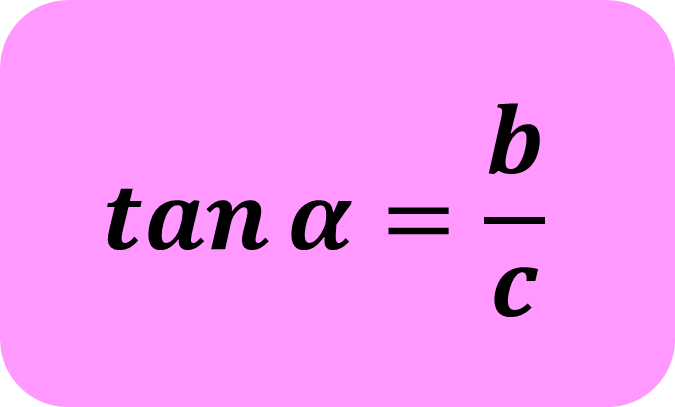 tan α = b/c